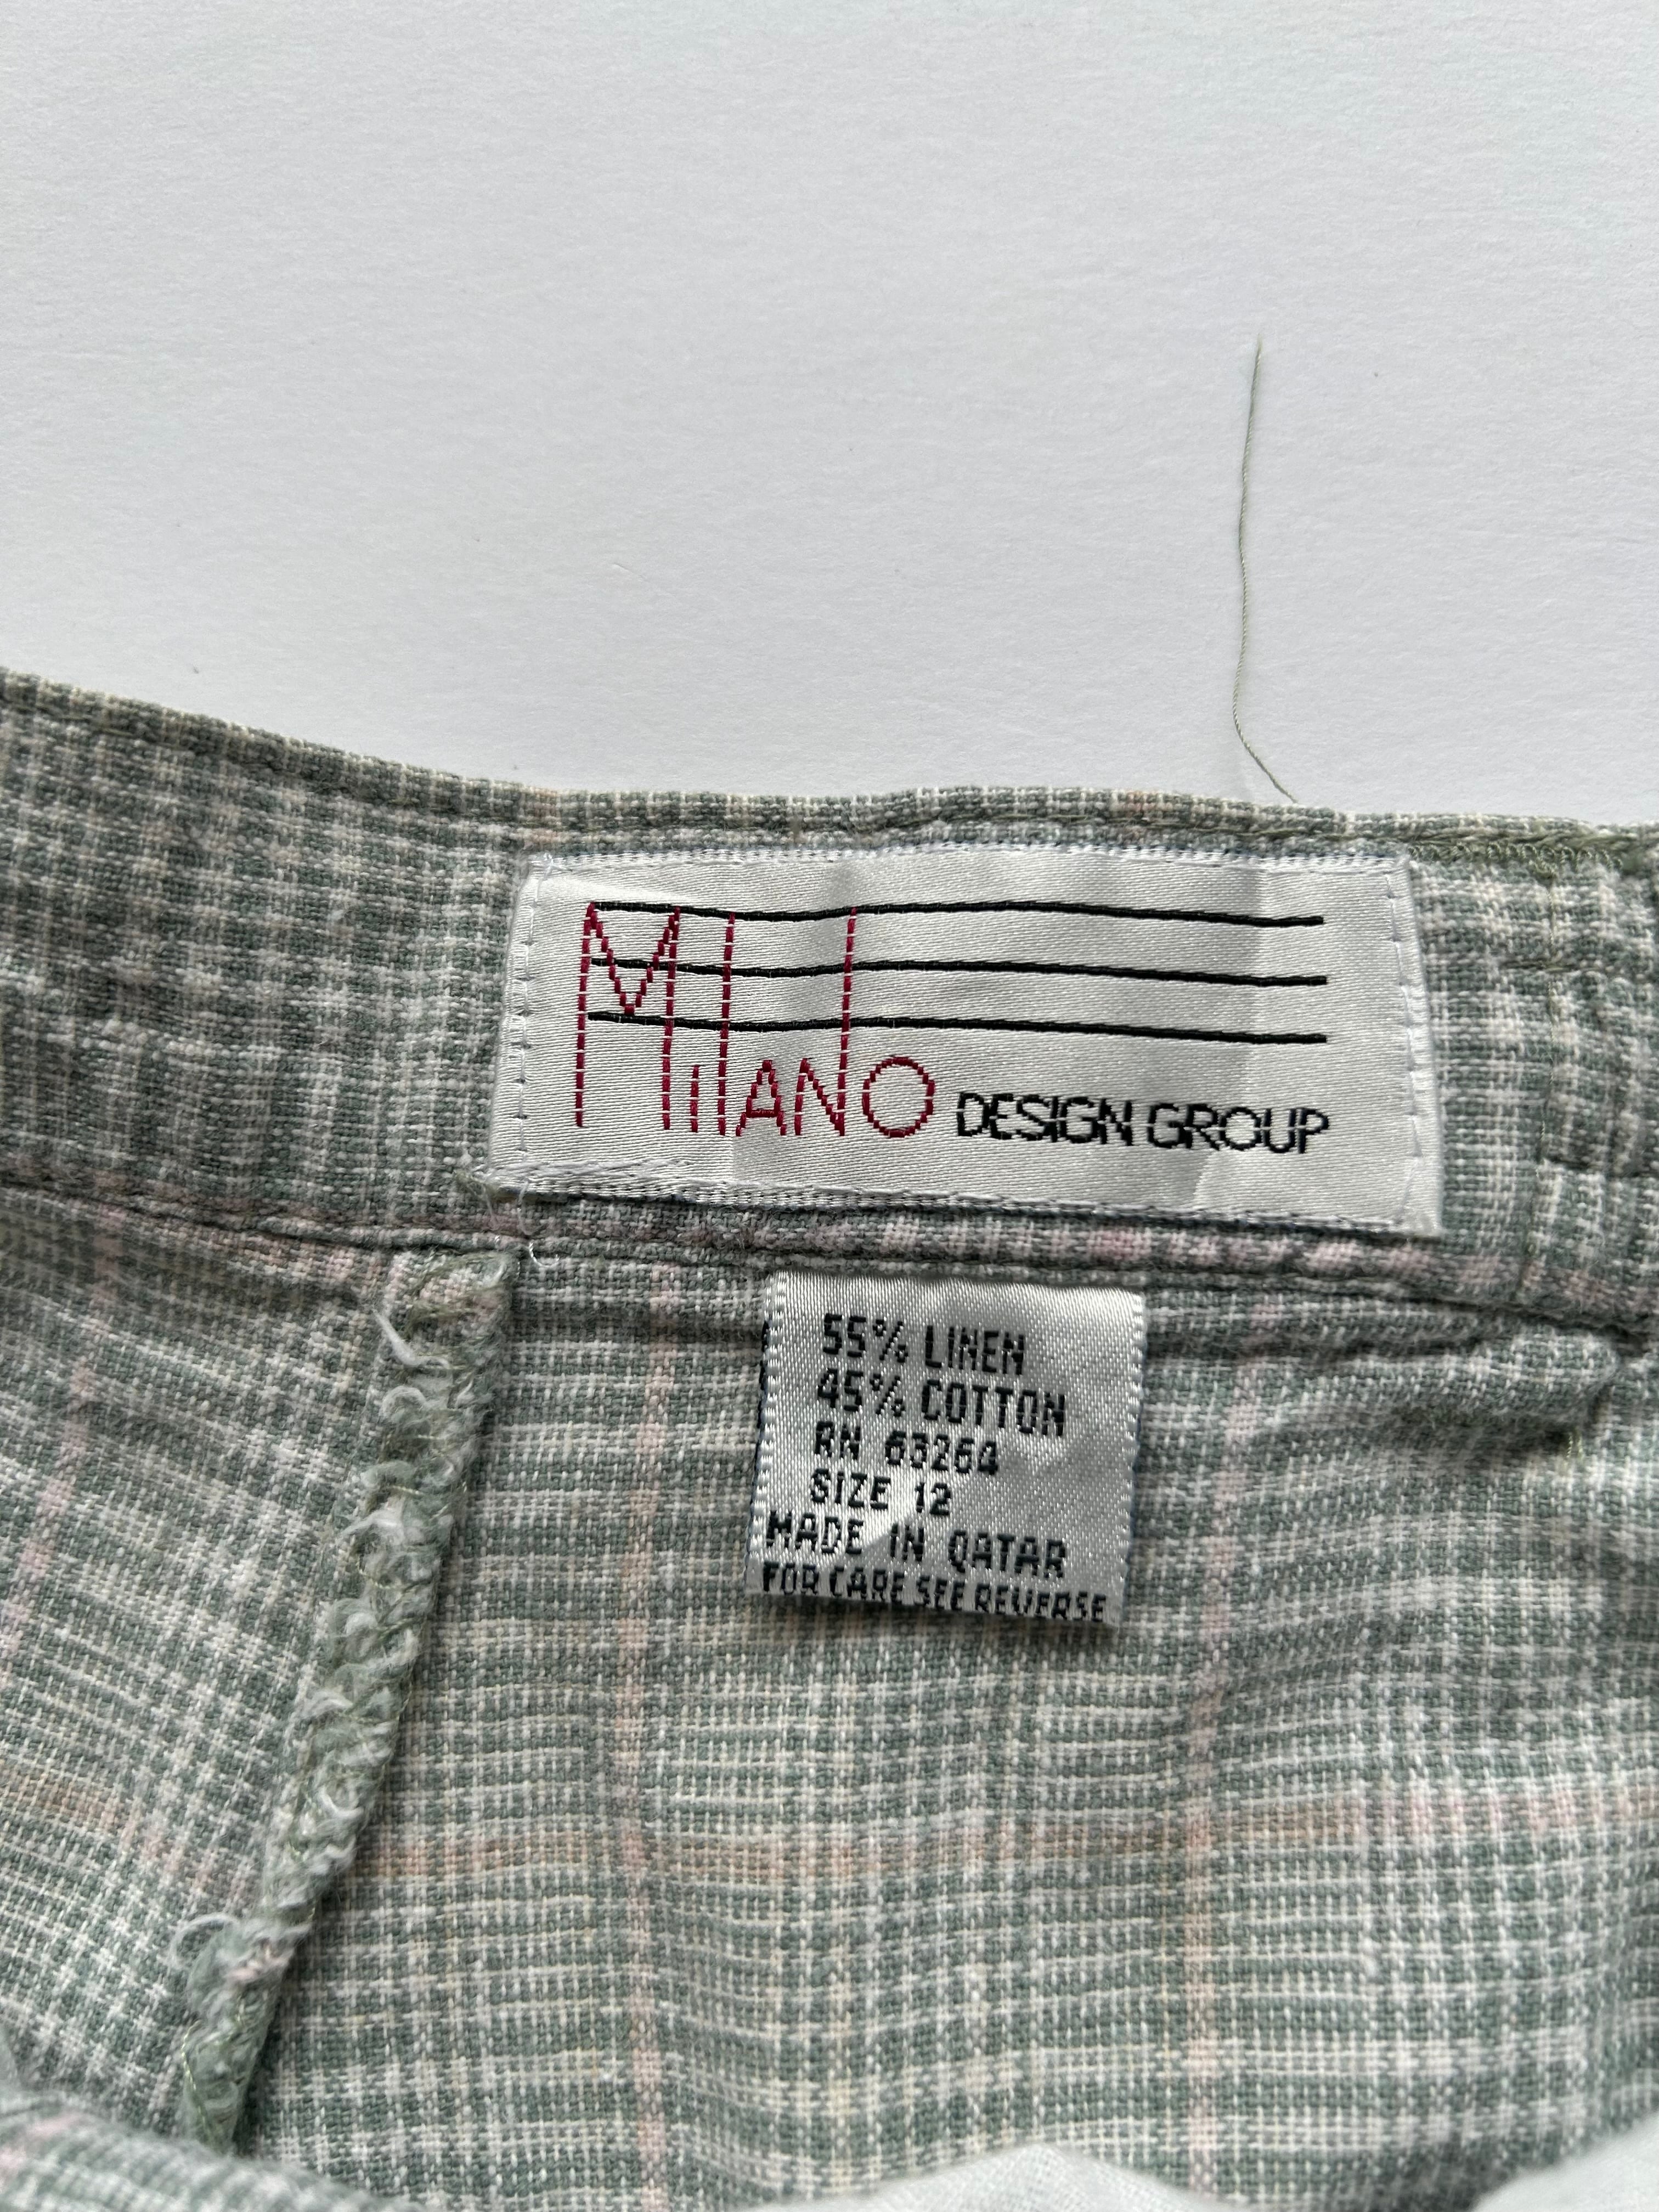 MilANO DESIGN GROUP
55% LINEN
45% COTTON
RN 63264
SIZE 12
MADE IN QATAR
FOR CARE SEE REVERSE